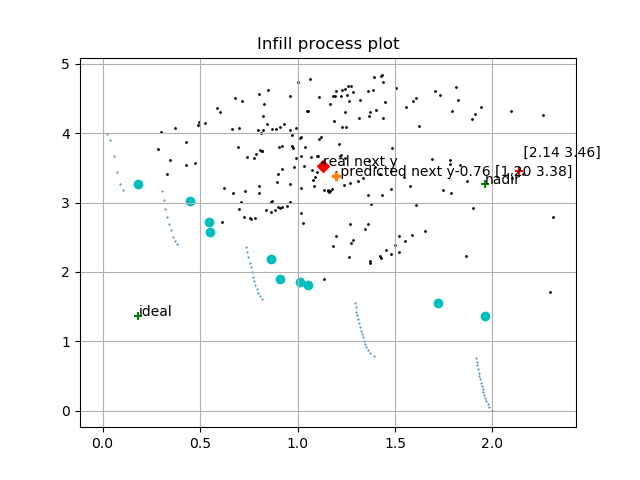 Infill process plot
5
4
3
2
1
0
[2.14 3.46]
real next y
predicted next y-0.76 [1.20 3.38]
nadir
ideal
0.0 0.5 1.0 1.5 2.0